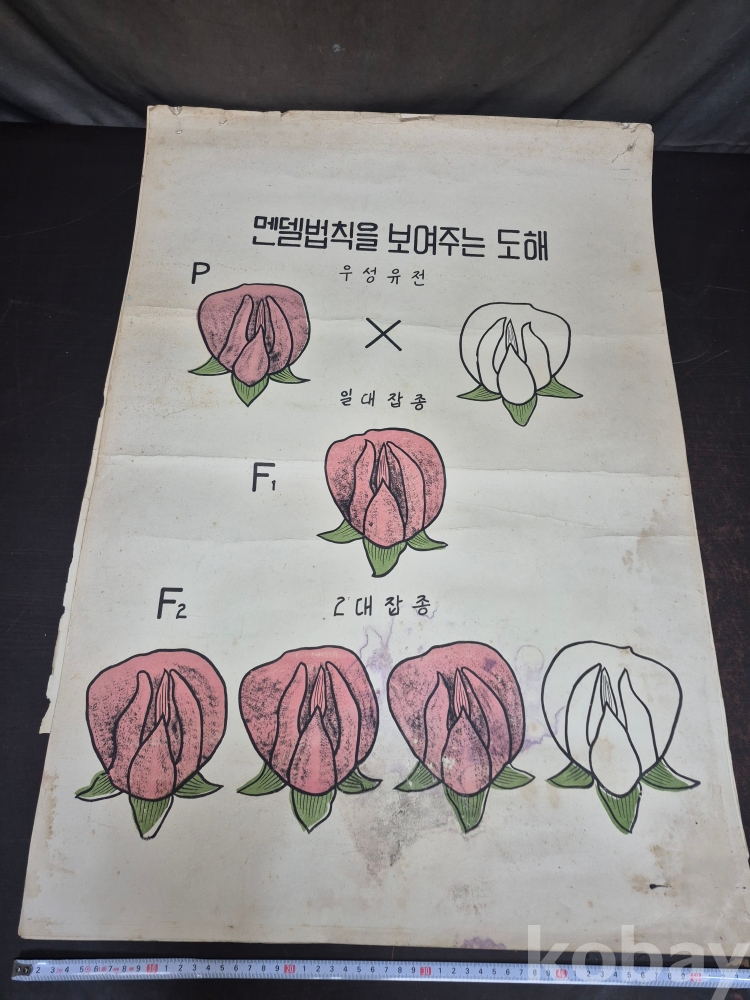 멘델법칙을 보여주는 도해
P
우성유전
×
일대잡종
F1
F2
2대잡종
kobay